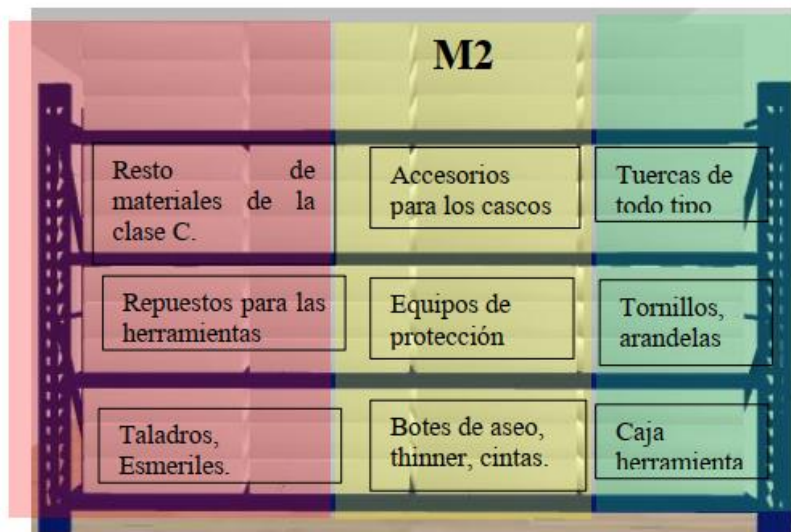 M2
Resto de
materiales de la
clase C.
Accesorios
para los cascos
Tuercas de
todo tipo
Repuestos para las
herramientas
Equipos de
protección
Tornillos,
arandelas
Taladros,
Esmeriles.
Botes de aseo,
thinner, cintas.
Caja
herramienta